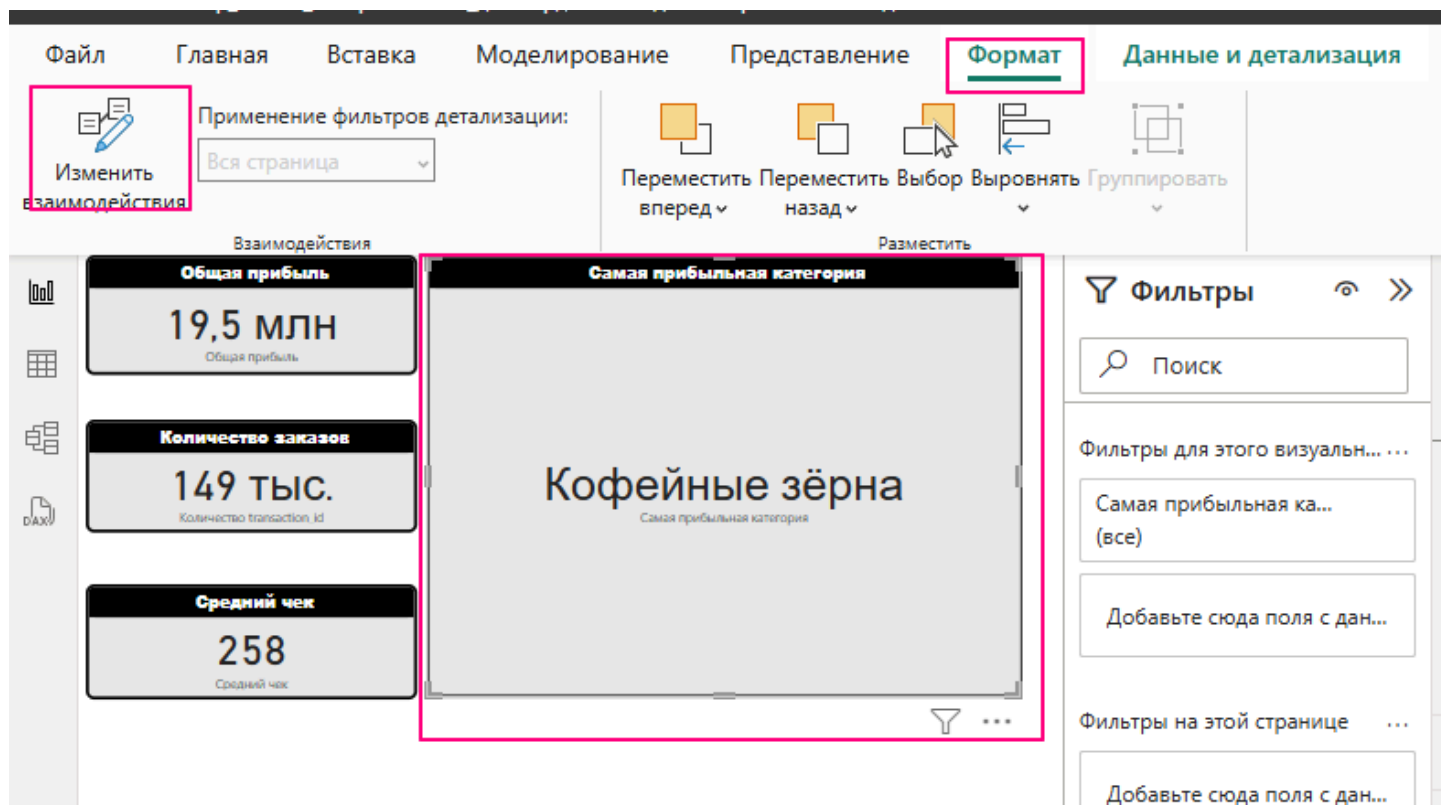 Файл Главная Вставка Моделирование Представление Формат Данные и детализация
Изменить
взаимодействия
Применение фильтров детализации:
Вся страница
Взаимодействия
Переместить
вперед
Переместить
назад
Выбор
Выровнять
Группировать
Разместить
Общая прибыль
19,5 млн
Общая прибыль
Количество заказов
149 тыс.
Количество transaction_id
Средний чек
258
Средний чек
Самая прибыльная категория
Кофейные зёрна
Самая прибыльная категория
DAX
Фильтры
Поиск
Фильтры для этого визуальн... ...
Самая прибыльная ка...
(все)
Добавьте сюда поля с дан...
Фильтры на этой странице ...
Добавьте сюда поля с дан...